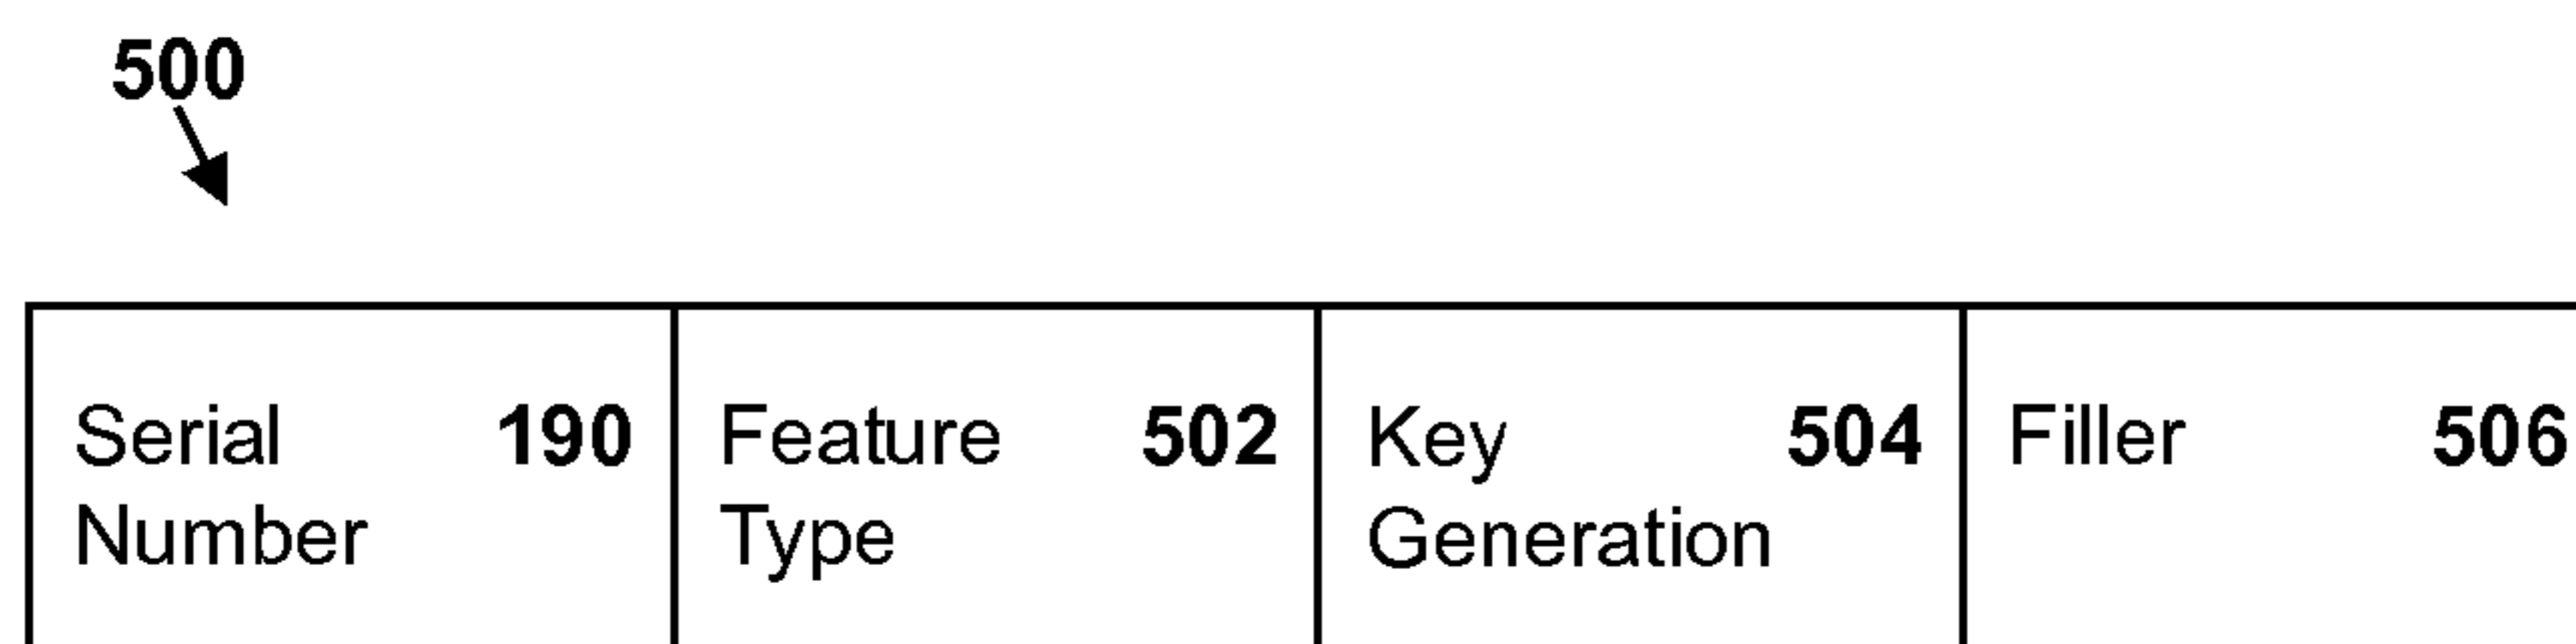 500
Serial 190 Feature 502 Key 504 Filler 506
Number Type Generation